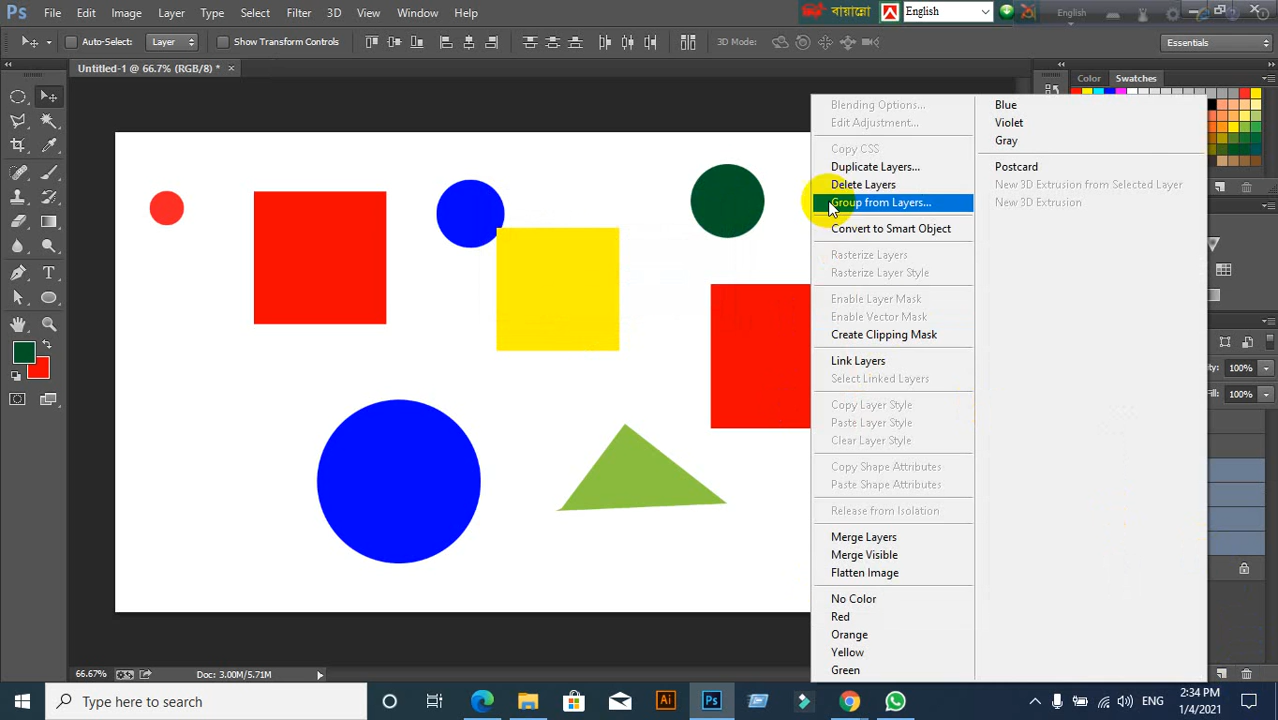 Ps File Edit Image Layer Type Select Filter 3D View Window Help
বায়ান্নো English English
Auto-Select: Layer Show Transform Controls 3D Mode: Essentials
Untitled-1 @ 66.7% (RGB/8) * ×
Color Swatches
Blending Options...
Edit Adjustment...
Copy CSS
Duplicate Layers...
Delete Layers
Group from Layers...
Convert to Smart Object
Rasterize Layers
Rasterize Layer Style
Enable Layer Mask
Enable Vector Mask
Create Clipping Mask
Link Layers
Select Linked Layers
Copy Layer Style
Paste Layer Style
Clear Layer Style
Copy Shape Attributes
Paste Shape Attributes
Release from Isolation
Merge Layers
Merge Visible
Flatten Image
No Color
Red
Orange
Yellow
Green
Blue
Violet
Gray
Postcard
New 3D Extrusion from Selected Layer
New 3D Extrusion
100%
100%
66.67% Doc: 3.00M/5.71M
Type here to search
Ai Ps
ENG
2:34 PM
1/4/2021